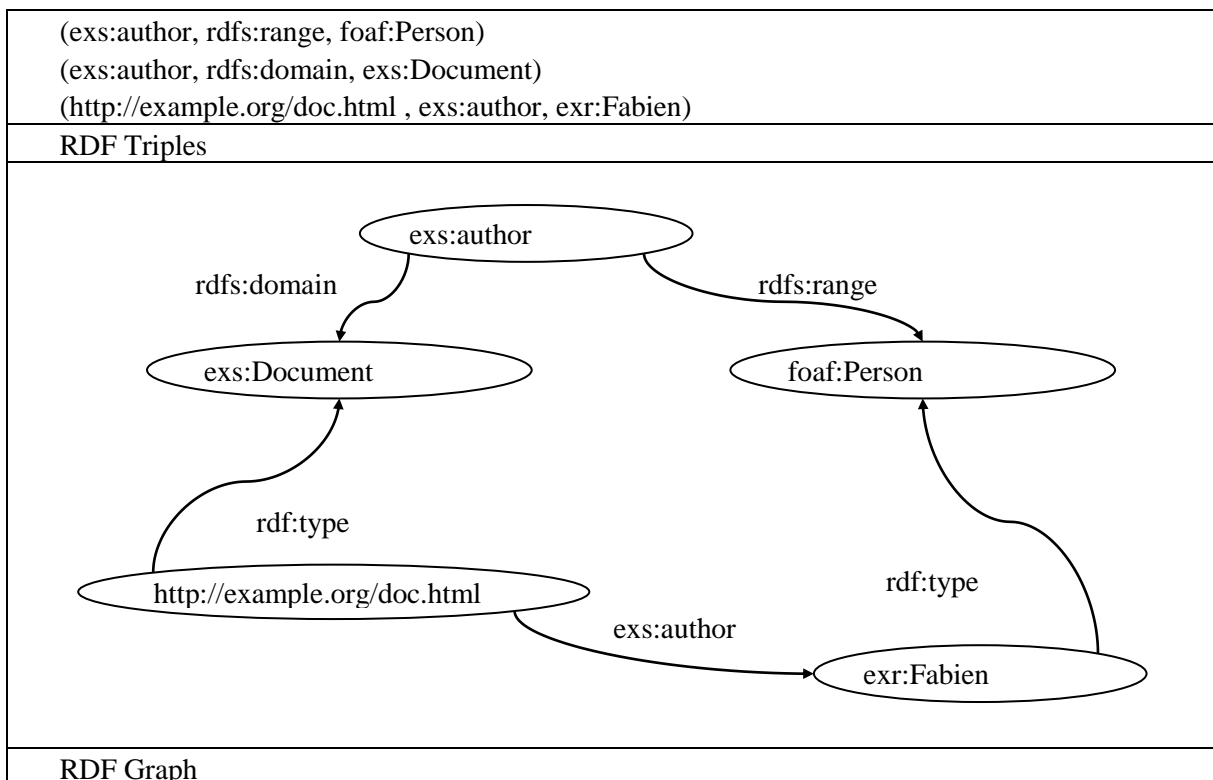 (exs:author, rdfs:range, foaf:Person)
(exs:author, rdfs:domain, exs:Document)
(http://example.org/doc.html , exs:author, exr:Fabien)
RDF Triples
exs:author
rdfs:domain
rdfs:range
exs:Document
foaf:Person
rdf:type
http://example.org/doc.html
rdf:type
exs:author
exr:Fabien
RDF Graph